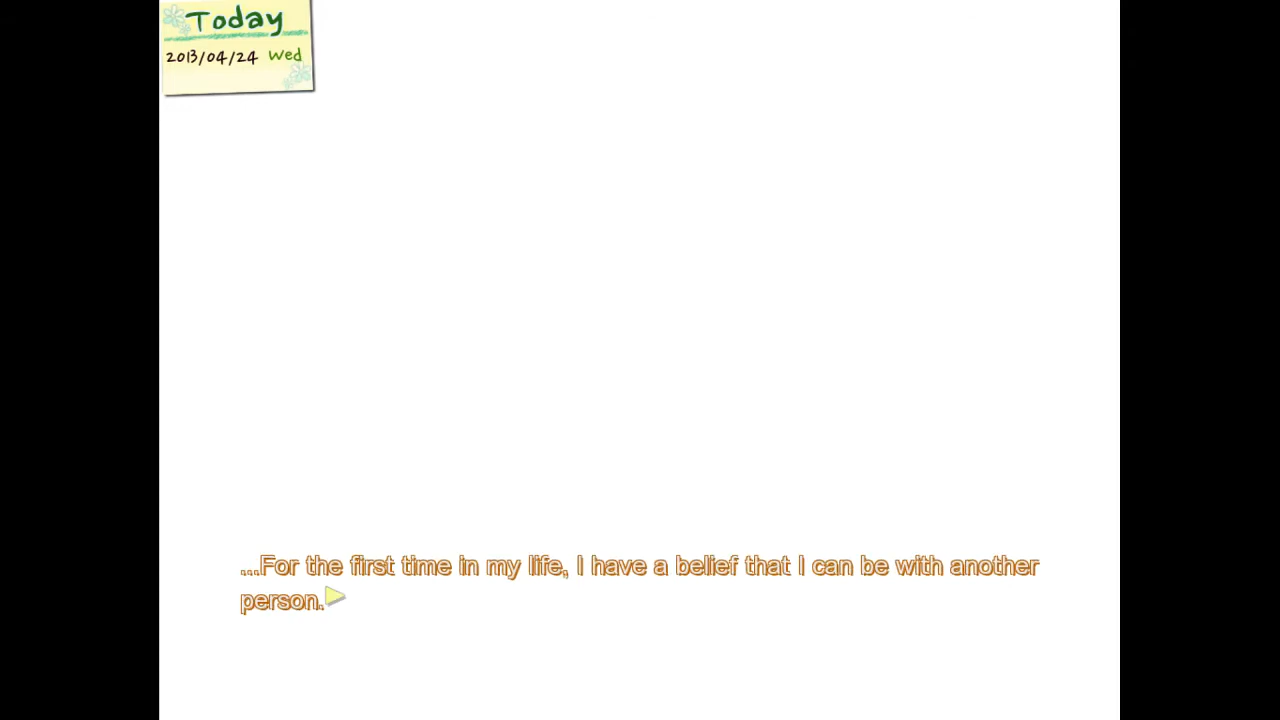 Today
2013/04/24 Wed
...For the first time in my life, I have a belief that I can be with another
person.